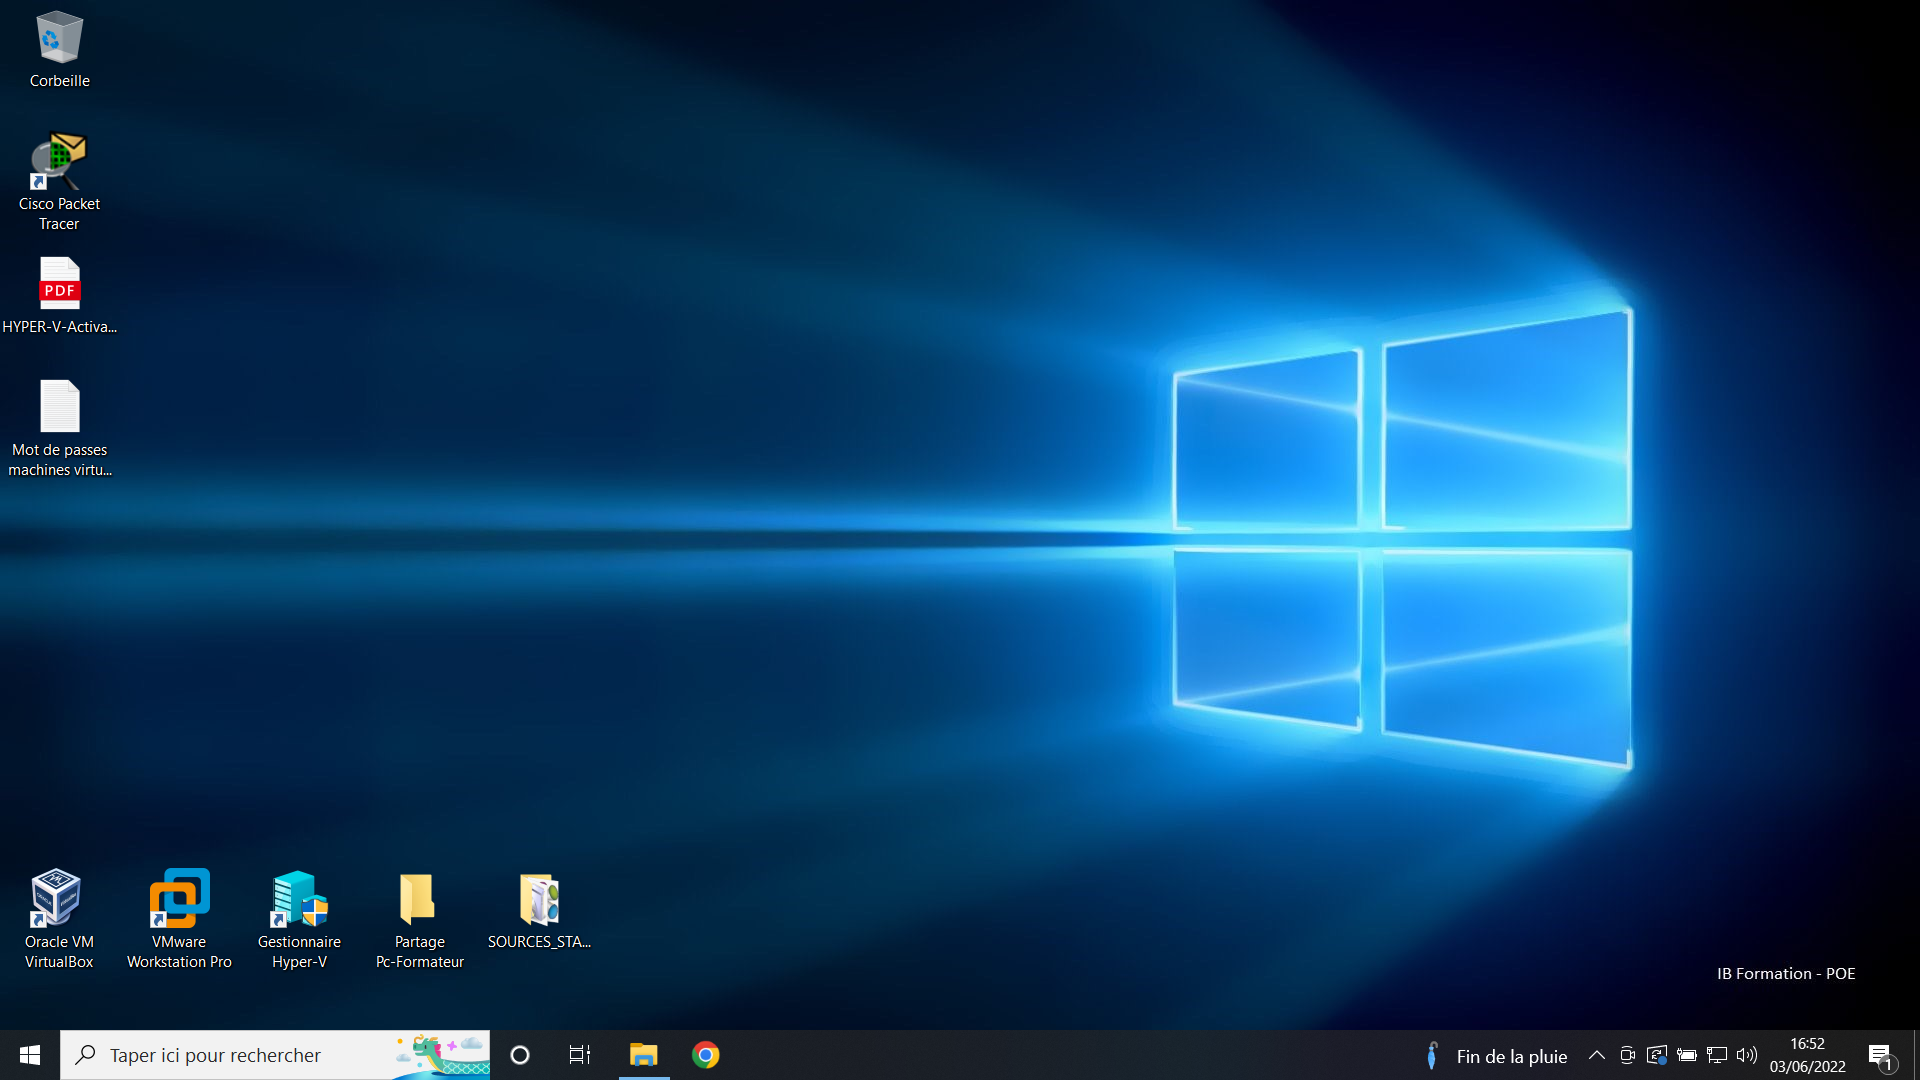 Corbeille
Cisco Packet
Tracer
PDF
HYPER-V-Activa...
Mot de passes
machines virtu...
Oracle VM
VirtualBox
VMware
Workstation Pro
Gestionnaire
Hyper-V
Partage
Pc-Formateur
SOURCES_STA...
IB Formation - POE
Taper ici pour rechercher
Fin de la pluie
16:52
03/06/2022
1